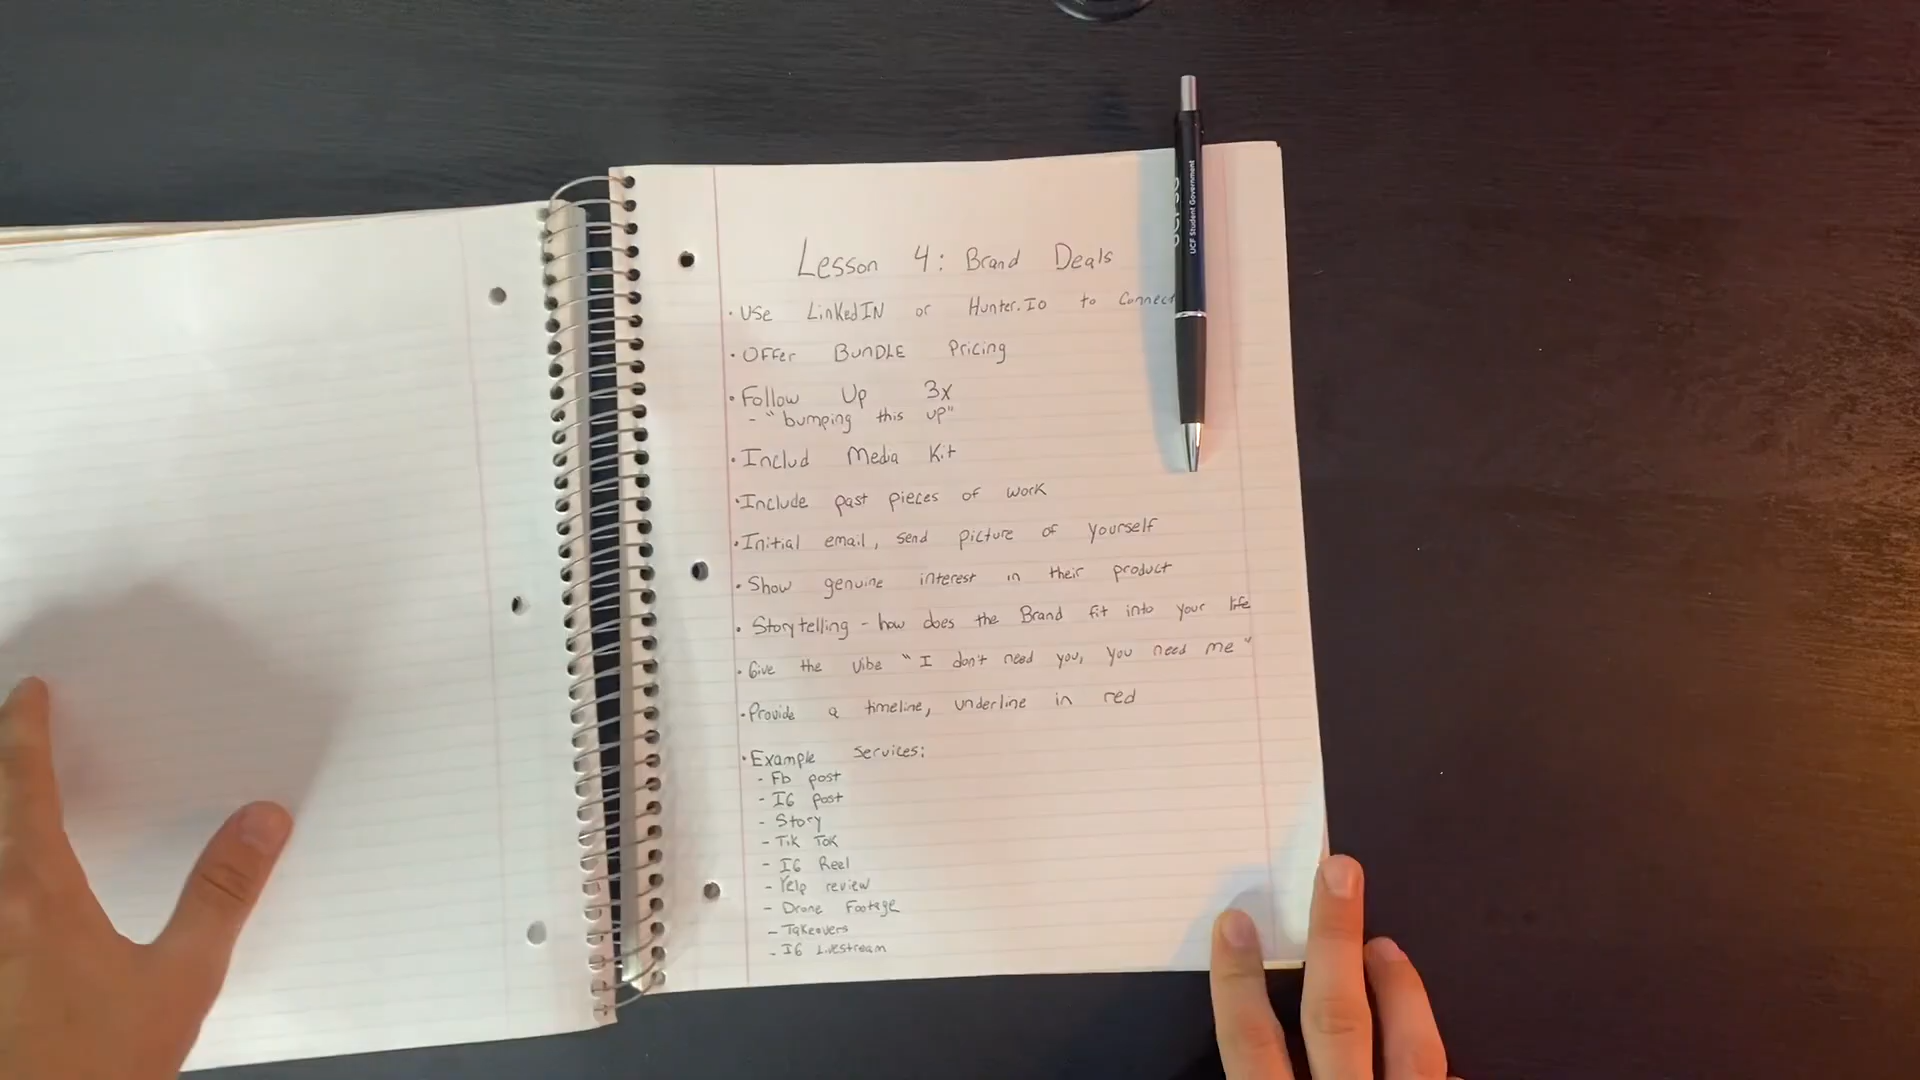 Lesson 4: Brand Deals
• Use LinkedIN or Hunter.Io to Connect
• Offer BUNDLE Pricing
• Follow Up 3x
- "bumping this up"
• Includ Media Kit
• Include past pieces of work
• Initial email, send picture of yourself
• Show genuine interest in their product
• Storytelling - how does the Brand fit into your life
• Give the vibe "I don't need you, you need me"
• Provide a timeline, underline in red
• Example Services:
- Fb post
- IG post
- Story
- Tik Tok
- IG Reel
- Yelp review
- Drone Footage
- Takeovers
- IG Livestream
UCF Student Government